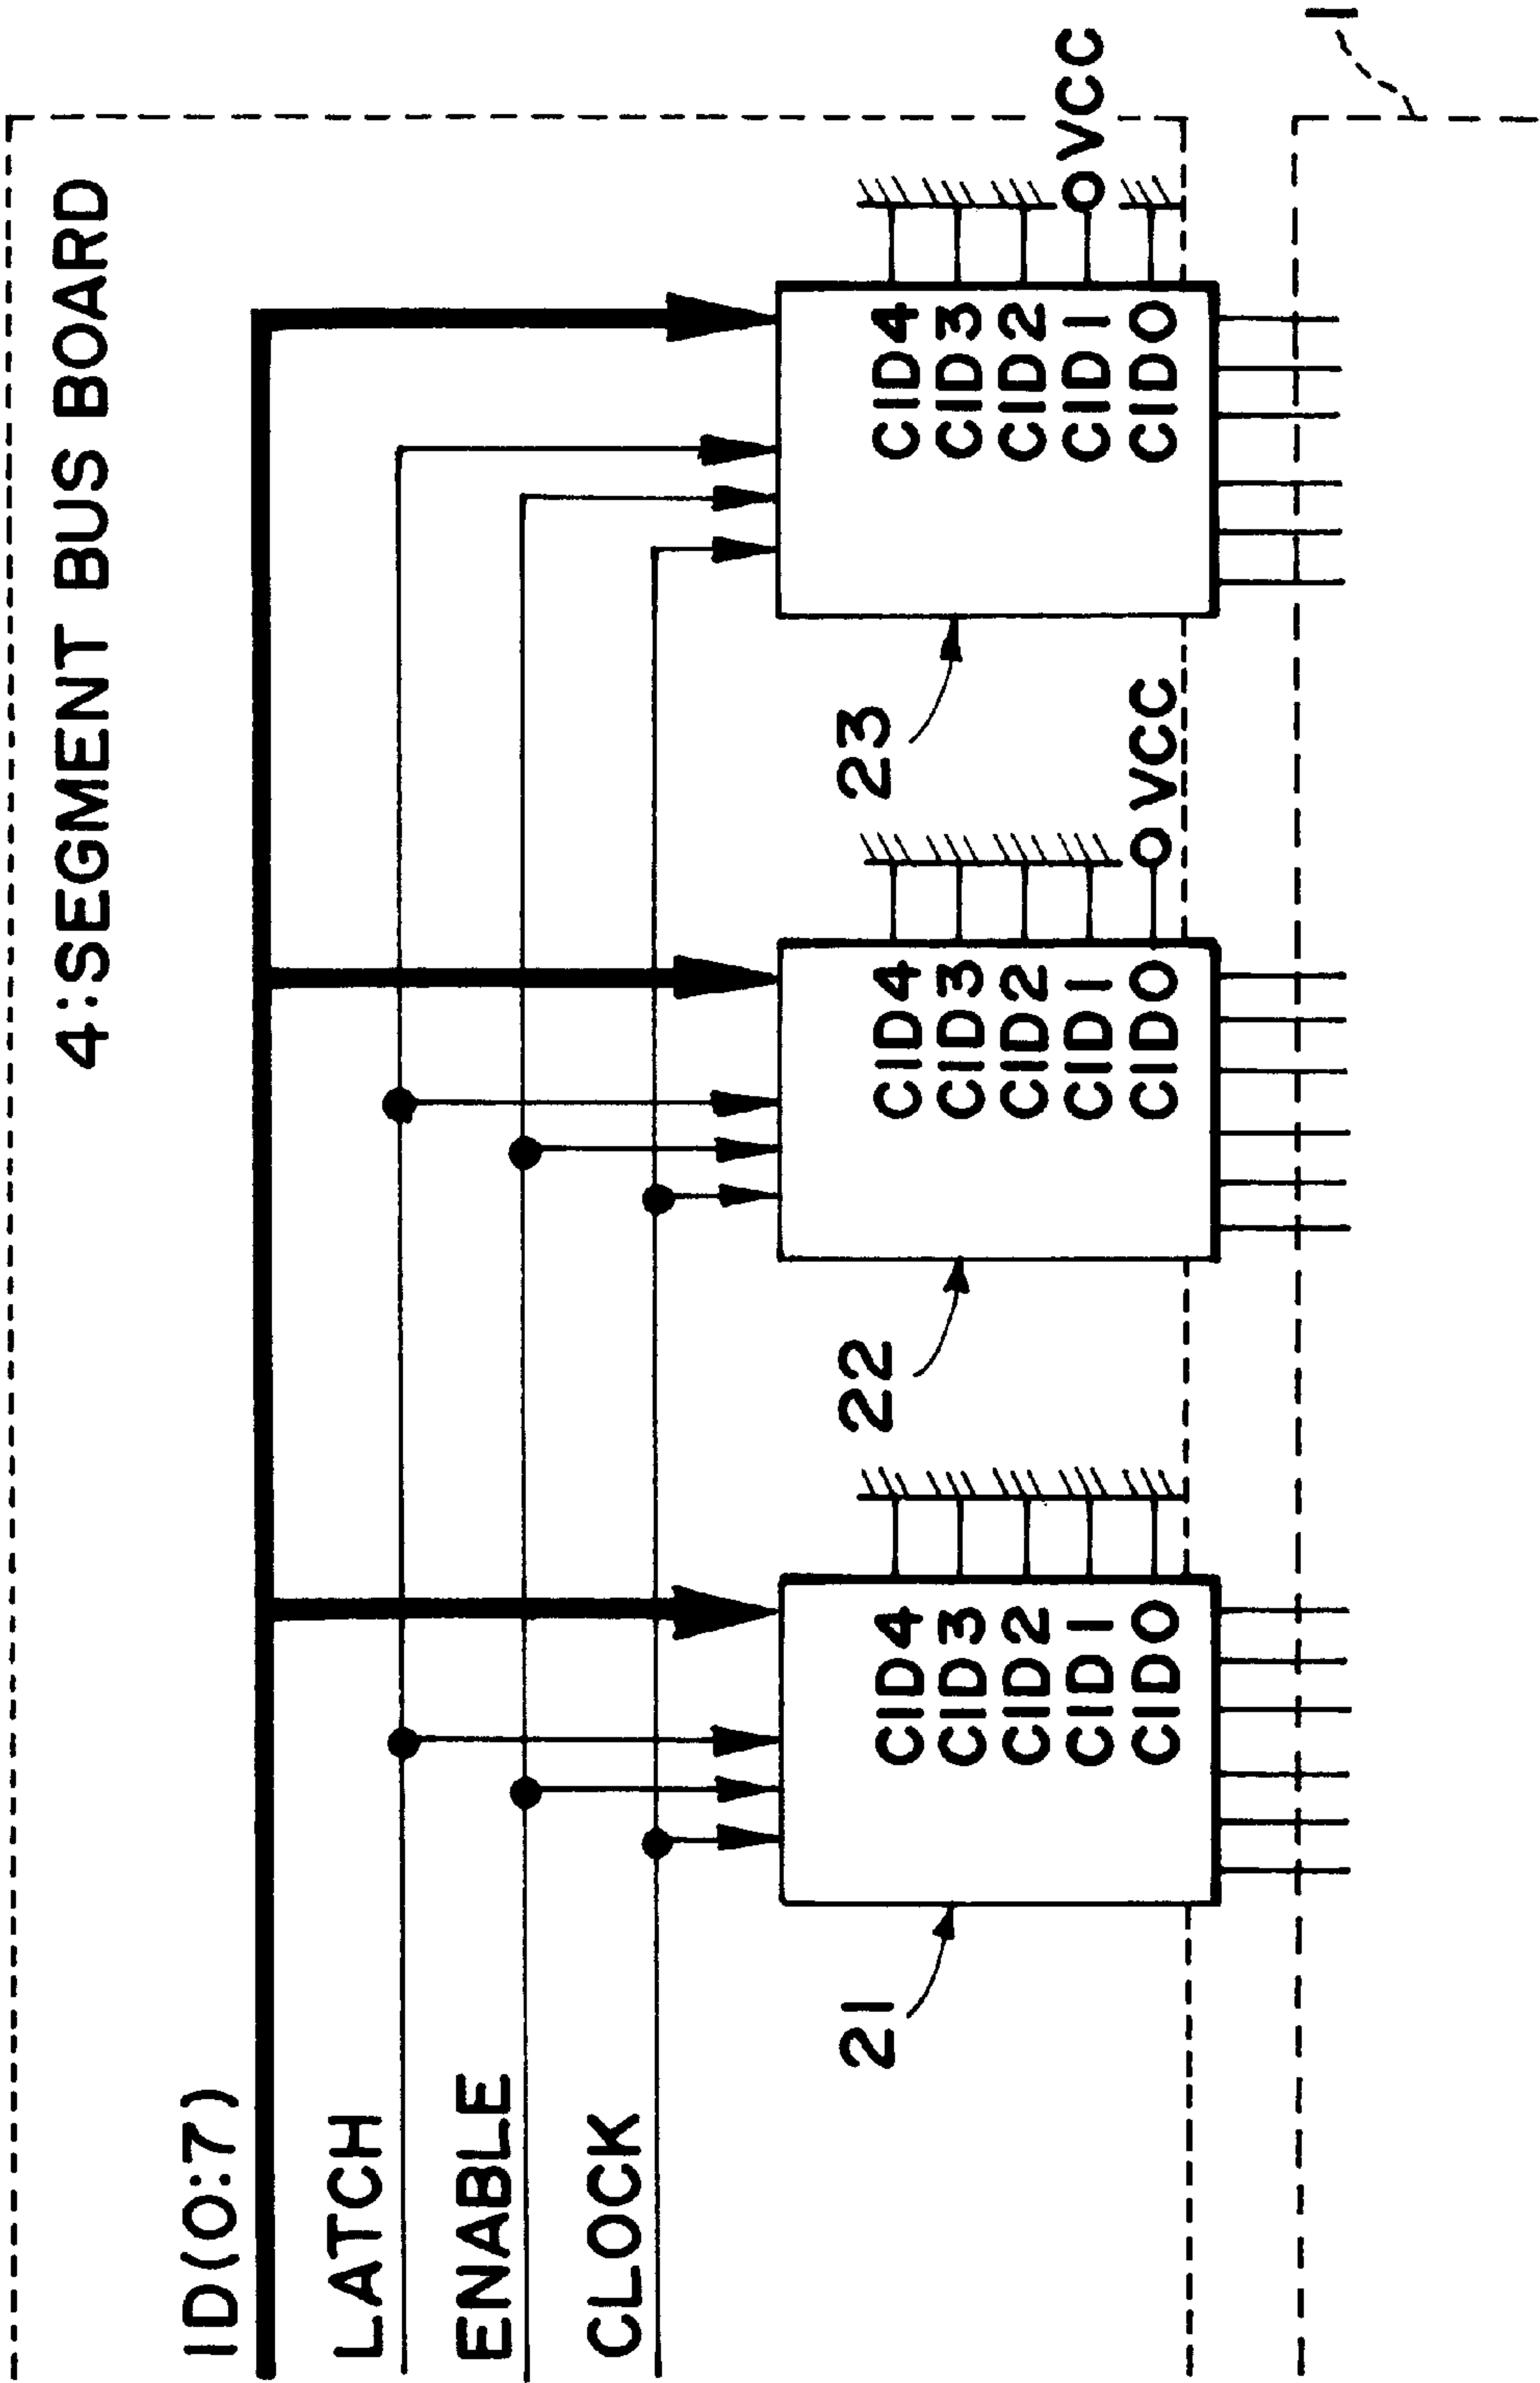 4:SEGMENT BUS BOARD
ID(0:7)
LATCH
ENABLE
CLOCK
21
CID4
CID3
CID2
CID1
CID0
22
CID4
CID3
CID2
CID1
CID0
VCC
23
CID4
CID3
CID2
CID1
CID0
VCC
1